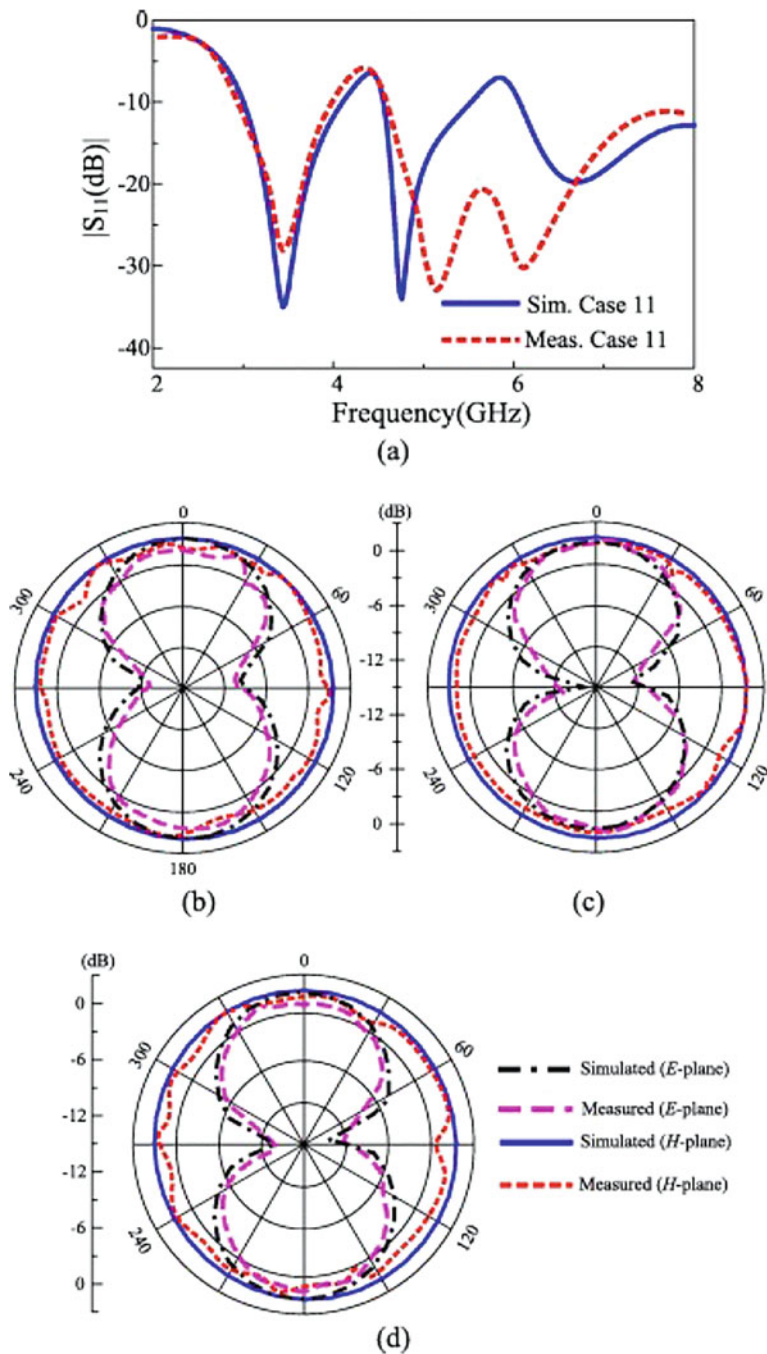 0
-10
-20
-30
-40
|S11(dB)|
Sim. Case 11
Meas. Case 11
2
4
6
8
Frequency(GHz)
(a)
0
60
120
180
240
300
(b)
(dB)
0
-6
-12
-12
-6
0
0
60
120
240
300
(c)
(dB)
0
-6
-12
-12
-6
0
0
60
120
240
300
Simulated (E-plane)
Measured (E-plane)
Simulated (H-plane)
Measured (H-plane)
(d)